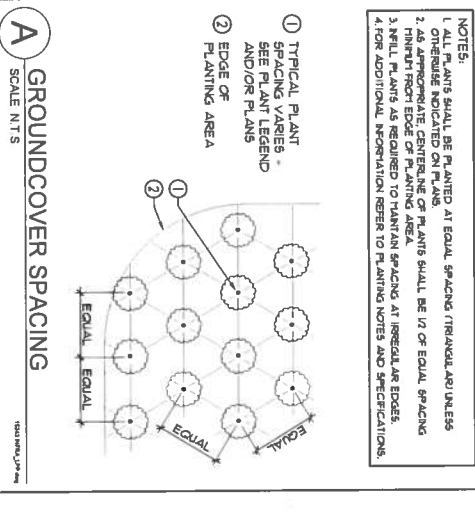 NOTES:
1. ALL PLANTS SHALL BE PLANTED AT EQUAL SPACING (TRIANGULAR) UNLESS
OTHERWISE INDICATED ON PLANS.
2. AS APPROPRIATE, CENTERLINE OF PLANTS SHALL BE 1/2 OF EQUAL SPACING
MINIMUM FROM EDGE OF PLANTING AREA.
3. INFILL PLANTS AS REQUIRED TO MAINTAIN SPACING AT IRREGULAR EDGES.
4. FOR ADDITIONAL INFORMATION REFER TO PLANTING NOTES AND SPECIFICATIONS.
1 TYPICAL PLANT
SPACING VARIES -
SEE PLANT LEGEND
AND/OR PLANS
2 EDGE OF
PLANTING AREA
1
2
EQUAL
EQUAL
EQUAL
EQUAL
A GROUNDCOVER SPACING
SCALE N.T.S